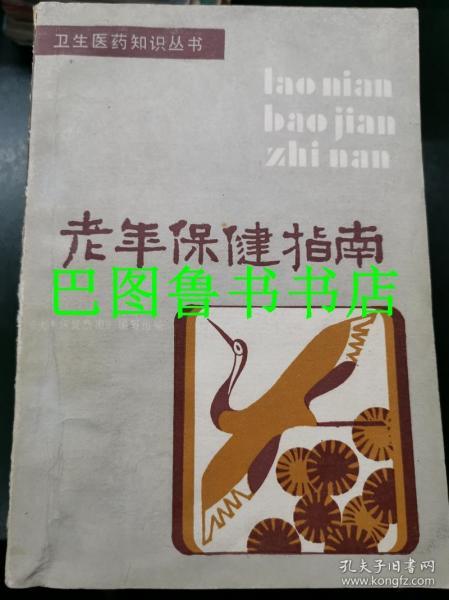 卫生医药知识丛书
lao nian
bao jian
zhi nan
老年保健指南
巴图鲁书书店
孔夫子旧书网
www.kongfz.com